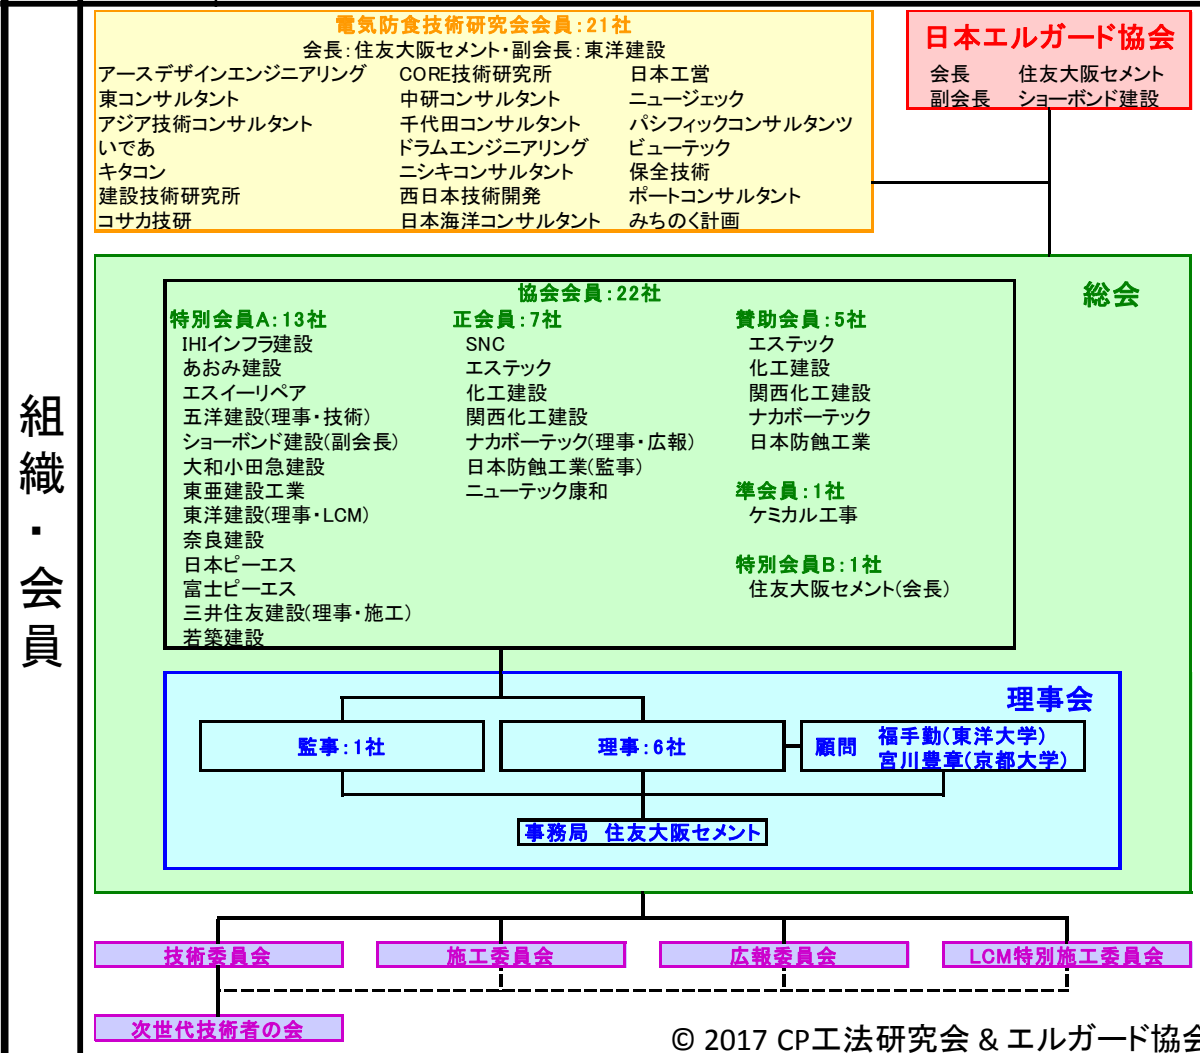 組織・会員
電気防食技術研究会会員：21社
会長：住友大阪セメント・副会長：東洋建設
アースデザインエンジニアリング CORE技術研究所 日本工営
東コンサルタント 中研コンサルタント ニュージェック
アジア技術コンサルタント 千代田コンサルタント パシフィックコンサルタンツ
いであ ドラムエンジニアリング ビューテック
キタコン ニシキコンサルタント 保全技術
建設技術研究所 西日本技術開発 ポートコンサルタント
コサカ技研 日本海洋コンサルタント みちのく計画
日本エルガード協会
会長 住友大阪セメント
副会長 ショーボンド建設
総会
協会会員：22社
特別会員A：13社
IHIインフラ建設
あおみ建設
エスイーリペア
五洋建設(理事・技術)
ショーボンド建設(副会長)
大和小田急建設
東亜建設工業
東洋建設(理事・LCM)
奈良建設
日本ピーエス
富士ピーエス
三井住友建設(理事・施工)
若築建設
正会員：7社
SNC
エステック
化工建設
関西化工建設
ナカボーテック(理事・広報)
日本防蝕工業(監事)
ニューテック康和
賛助会員：5社
エステック
化工建設
関西化工建設
ナカボーテック
日本防蝕工業
準会員：1社
ケミカル工事
特別会員B：1社
住友大阪セメント(会長)
理事会
監事：1社
理事：6社
顧問 福手勤(東洋大学)
宮川豊章(京都大学)
事務局 住友大阪セメント
技術委員会
施工委員会
広報委員会
LCM特別施工委員会
次世代技術者の会
© 2017 CP工法研究会 & エルガード協会